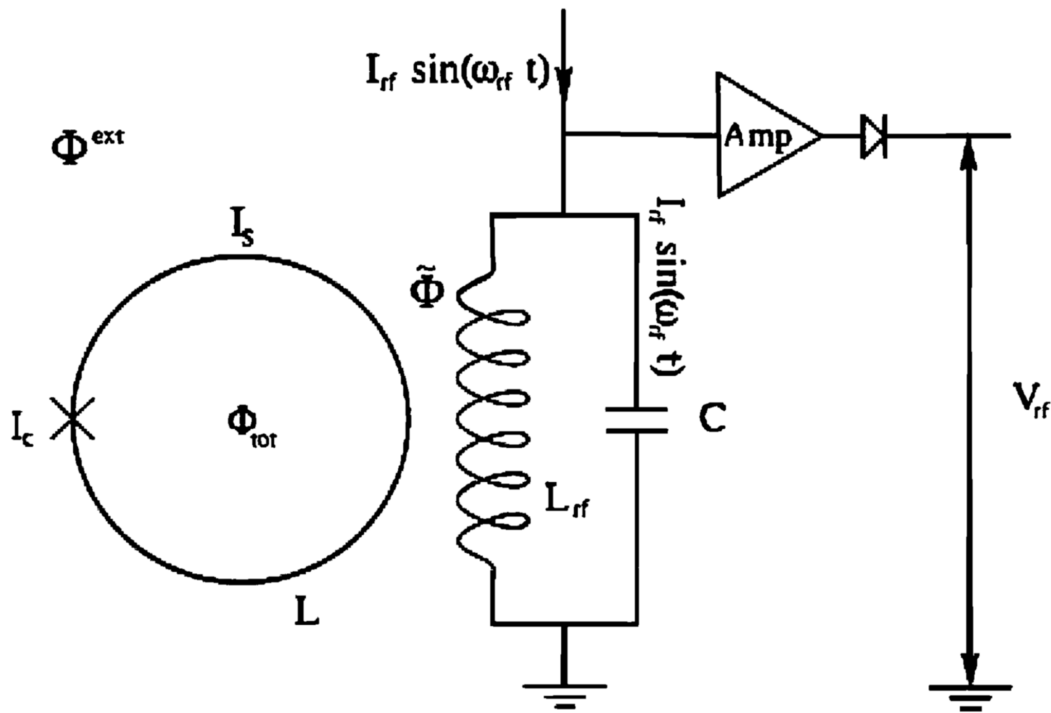 I_rf sin(ω_rf t)
Φ^ext
Amp
I_s
I_rf sin(ω_rf t)
Φ̃
V_rf
I_c
Φ_tot
C
L_rf
L